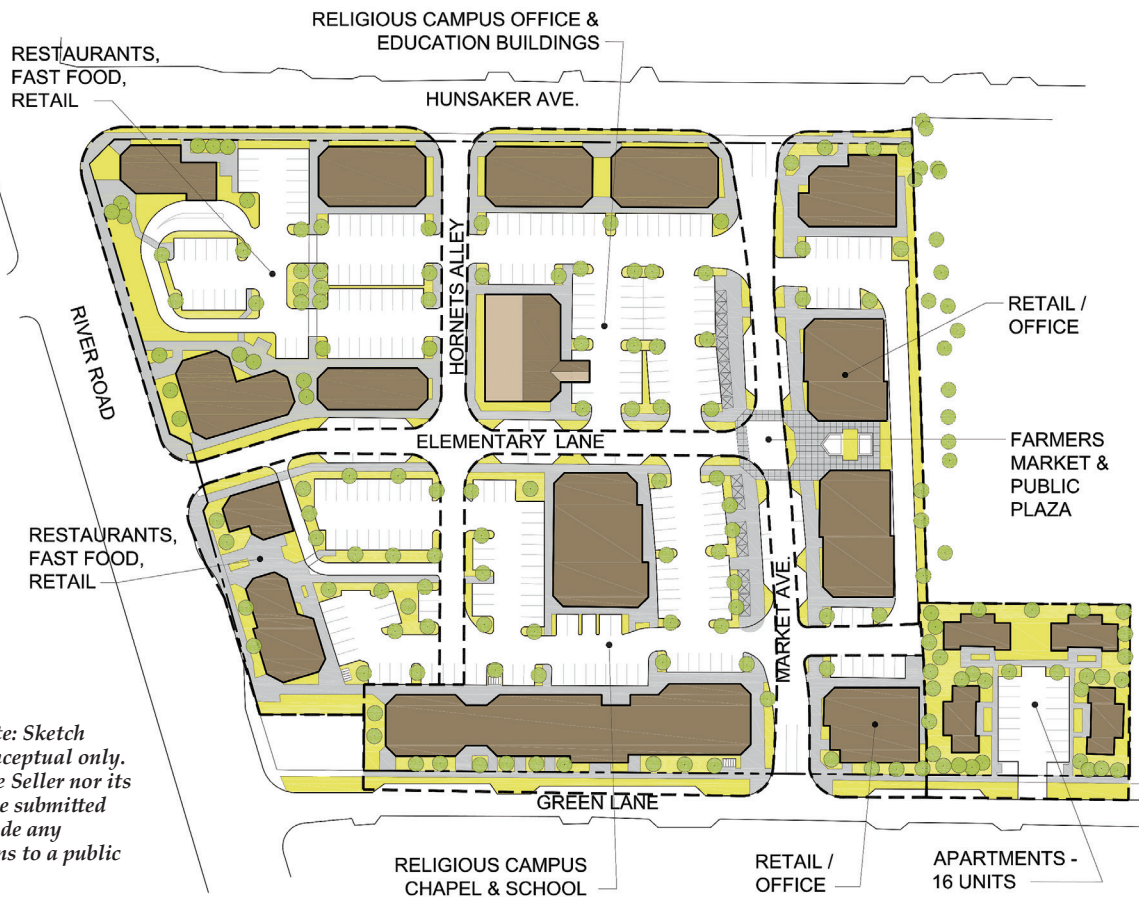 RELIGIOUS CAMPUS OFFICE &
EDUCATION BUILDINGS
RESTAURANTS,
FAST FOOD,
RETAIL
HUNSAKER AVE.
HORNETS ALLEY
RIVER ROAD
RETAIL /
OFFICE
ELEMENTARY LANE
FARMERS
MARKET &
PUBLIC
PLAZA
RESTAURANTS,
FAST FOOD,
RETAIL
MARKET AVE.
te: Sketch
nceptual only.
e Seller nor its
e submitted
de any
ns to a public
GREEN LANE
RELIGIOUS CAMPUS
CHAPEL & SCHOOL
RETAIL /
OFFICE
APARTMENTS -
16 UNITS